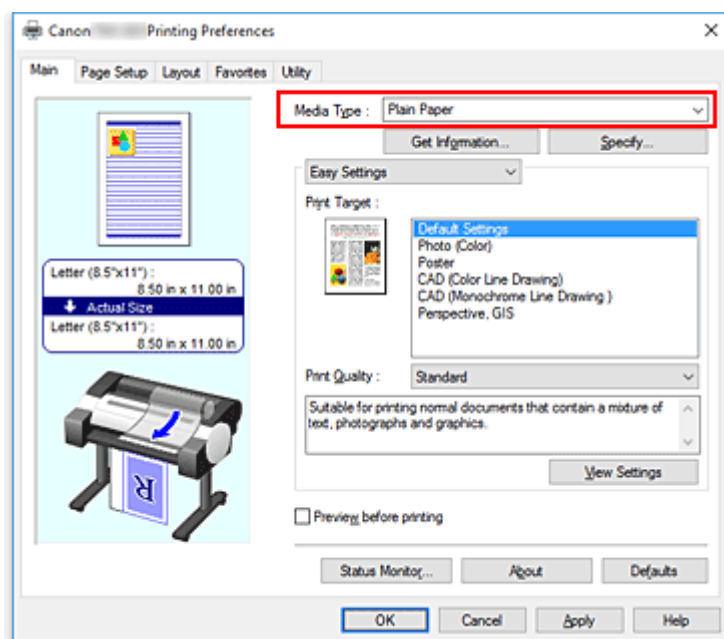 Canon Printing Preferences
Main Page Setup Layout Favorites Utility
Media Type : Plain Paper
Get Information... Specify...
Easy Settings
Print Target :
Default Settings
Photo (Color)
Poster
CAD (Color Line Drawing)
CAD (Monochrome Line Drawing )
Perspective, GIS
Letter (8.5"x11") :
8.50 in x 11.00 in
Actual Size
Letter (8.5"x11") :
8.50 in x 11.00 in
R
Print Quality : Standard
Suitable for printing normal documents that contain a mixture of
text, photographs and graphics.
View Settings
Preview before printing
Status Monitor... About Defaults
OK Cancel Apply Help